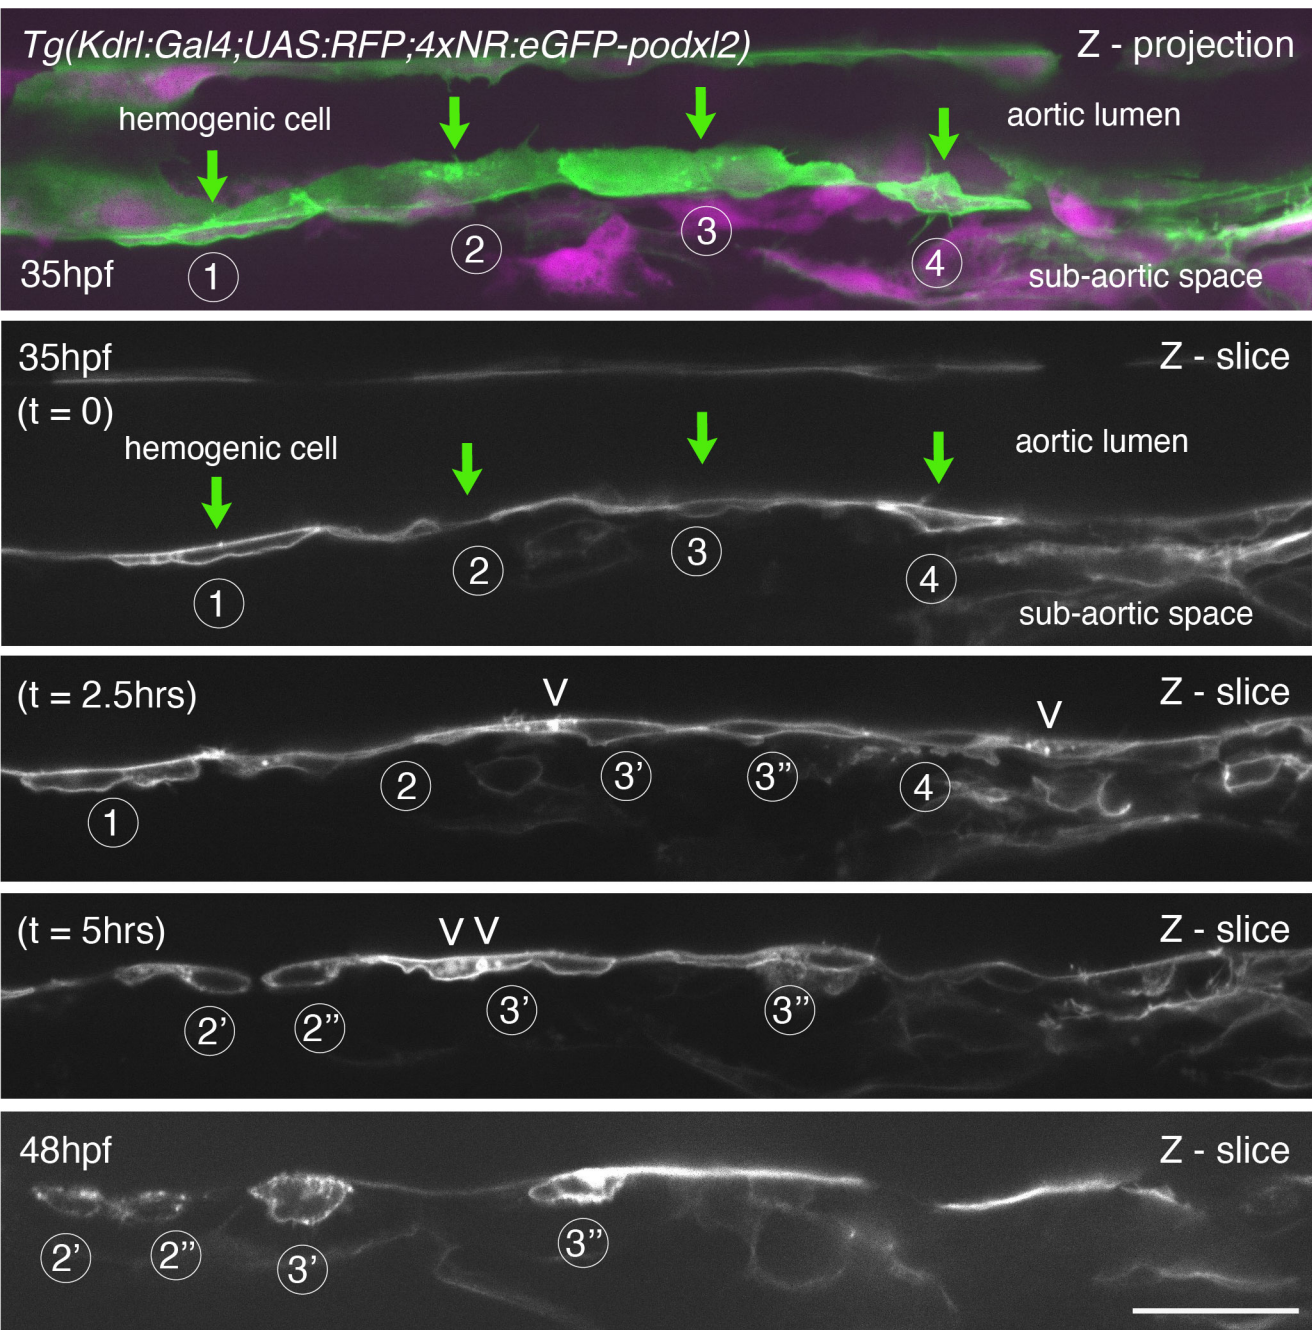 Tg(Kdrl:Gal4;UAS:RFP;4xNR:eGFP-podxl2) Z - projection
hemogenic cell aortic lumen
1 2 3 4
35hpf sub-aortic space
35hpf Z - slice
(t = 0)
hemogenic cell aortic lumen
1 2 3 4
sub-aortic space
(t = 2.5hrs) V V Z - slice
1 2 3' 3” 4
(t = 5hrs) V V Z - slice
2' 2” 3' 3”
48hpf Z - slice
2' 2” 3' 3”